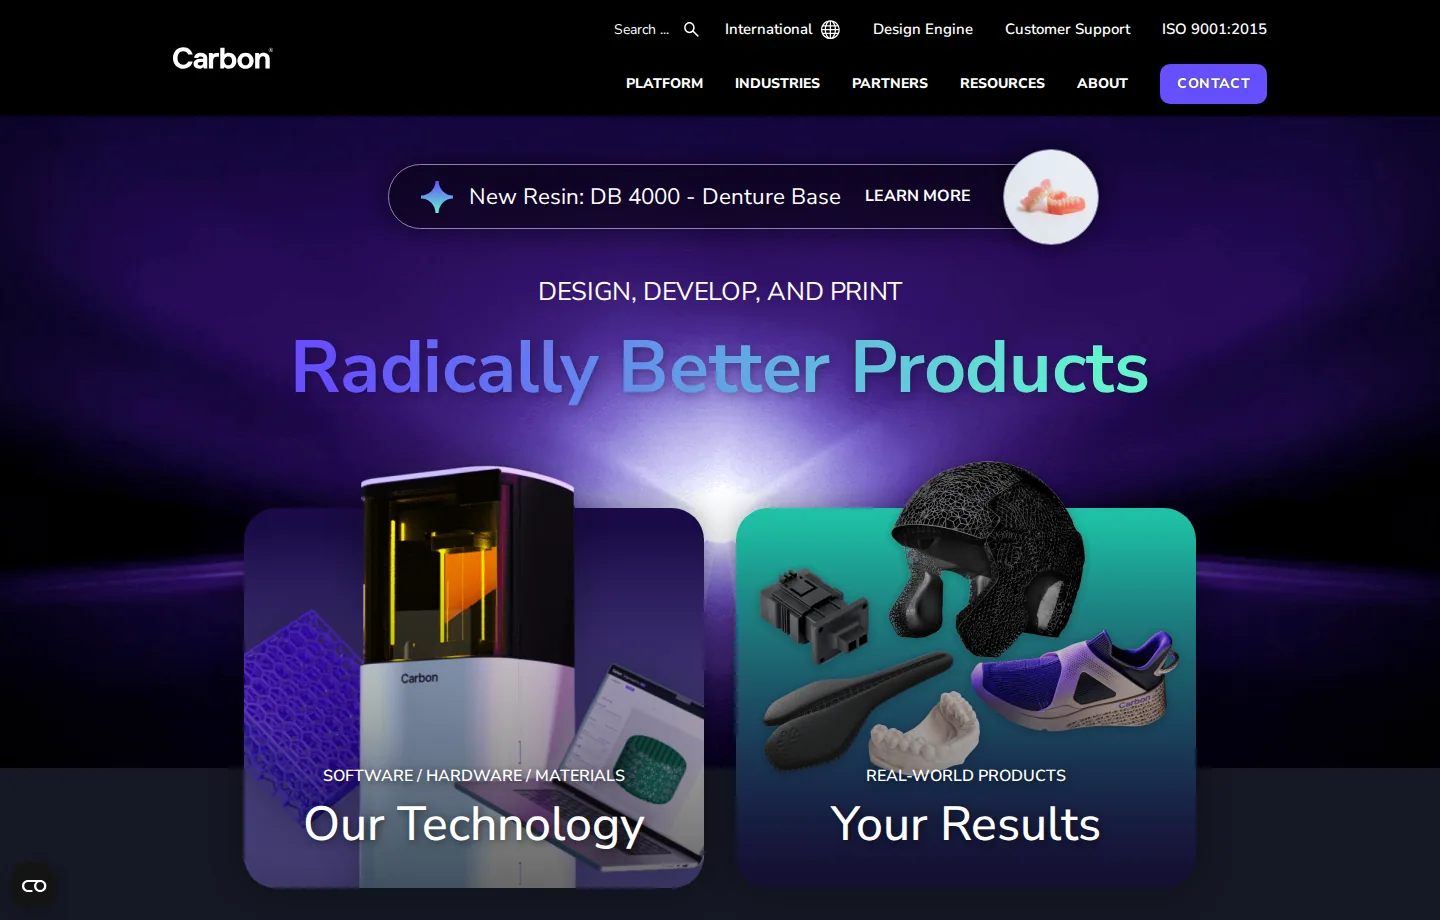 Search ...
International
Design Engine
Customer Support
ISO 9001:2015
Carbon
PLATFORM
INDUSTRIES
PARTNERS
RESOURCES
ABOUT
CONTACT
New Resin: DB 4000 - Denture Base
LEARN MORE
DESIGN, DEVELOP, AND PRINT
Radically Better Products
Carbon
Carbon
SOFTWARE / HARDWARE / MATERIALS
Our Technology
REAL-WORLD PRODUCTS
Your Results